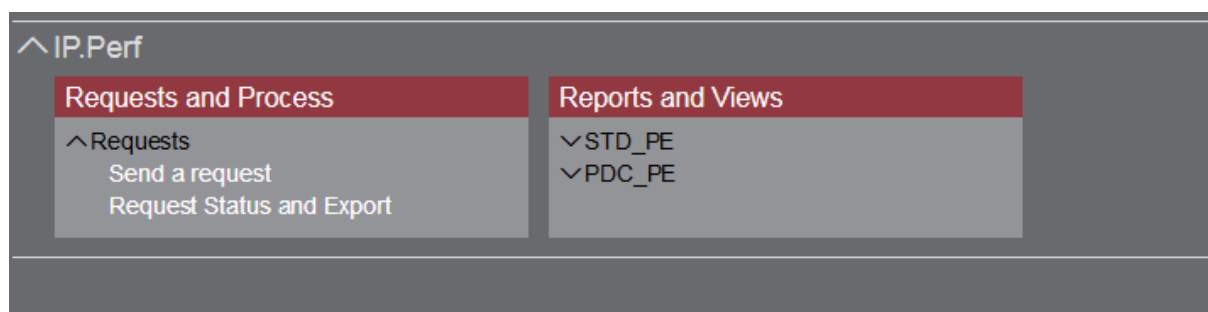 IP.Perf
Requests and Process
Requests
Send a request
Request Status and Export
Reports and Views
STD_PE
PDC_PE